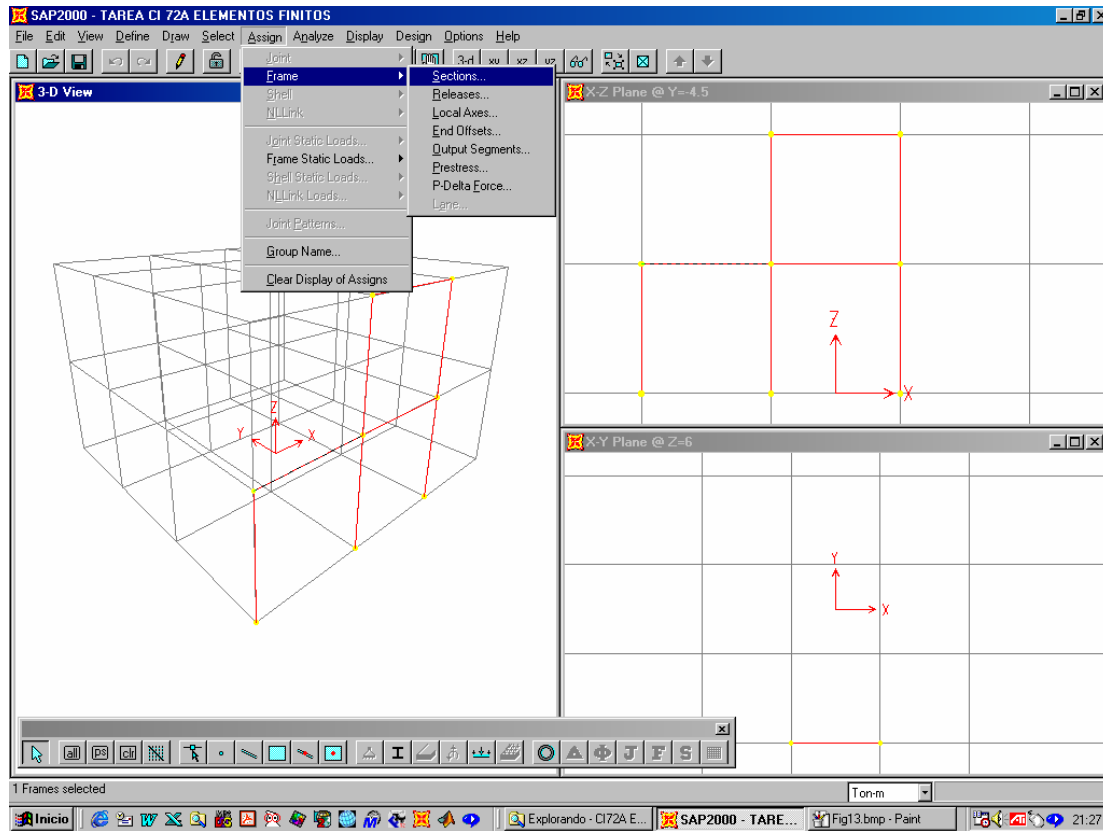 SAP2000 - TAREA CI 72A ELEMENTOS FINITOS
File Edit View Define Draw Select Assign Analyze Display Design Options Help
3-d xy xz yz
Joint
Frame
Shell
NLLink
Joint Static Loads...
Frame Static Loads...
Shell Static Loads...
NLLink Loads...
Joint Patterns...
Group Name...
Clear Display of Assigns
Sections...
Releases...
Local Axes...
End Offsets...
Output Segments...
Prestress...
P-Delta Force...
Lane...
3-D View
Z
Y
X
X-Z Plane @ Y=-4.5
Z
X
X-Y Plane @ Z=6
Y
X
all ps clr
J F S
1 Frames selected
Ton-m
Inicio
Explorando - CI72A E...
SAP2000 - TARE...
Fig13.bmp - Paint
21:27